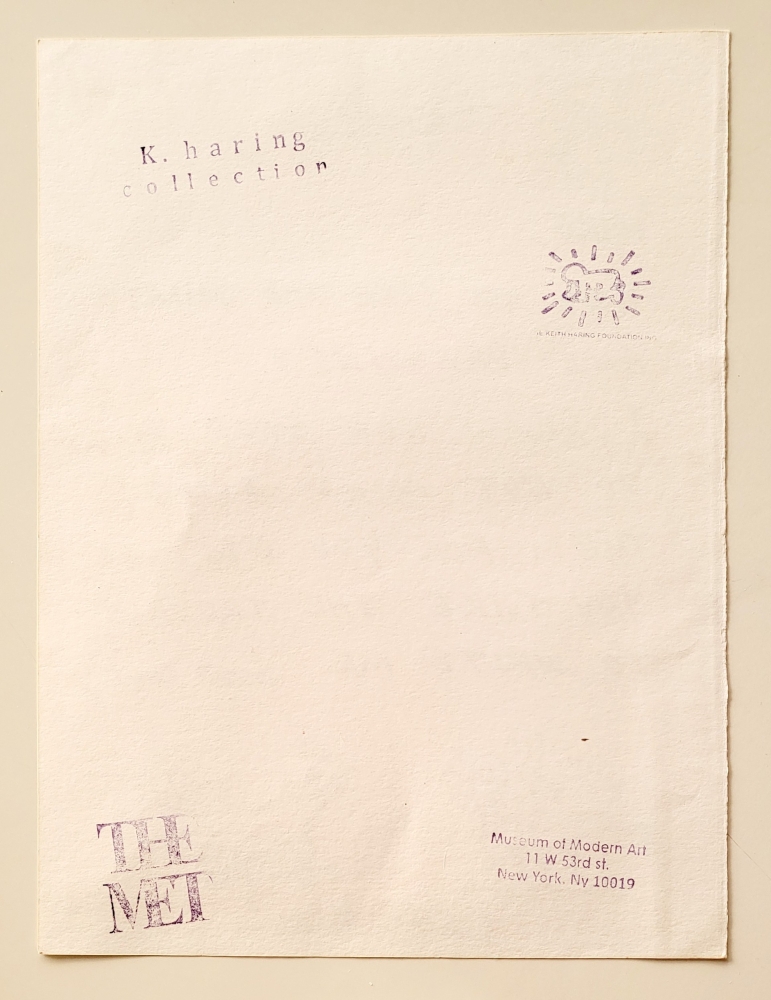 K. haring
collection
K. KEITH HARING FOUNDATION INC.
THE
MET
Museum of Modern Art
11 W 53rd st.
New York. Ny 10019